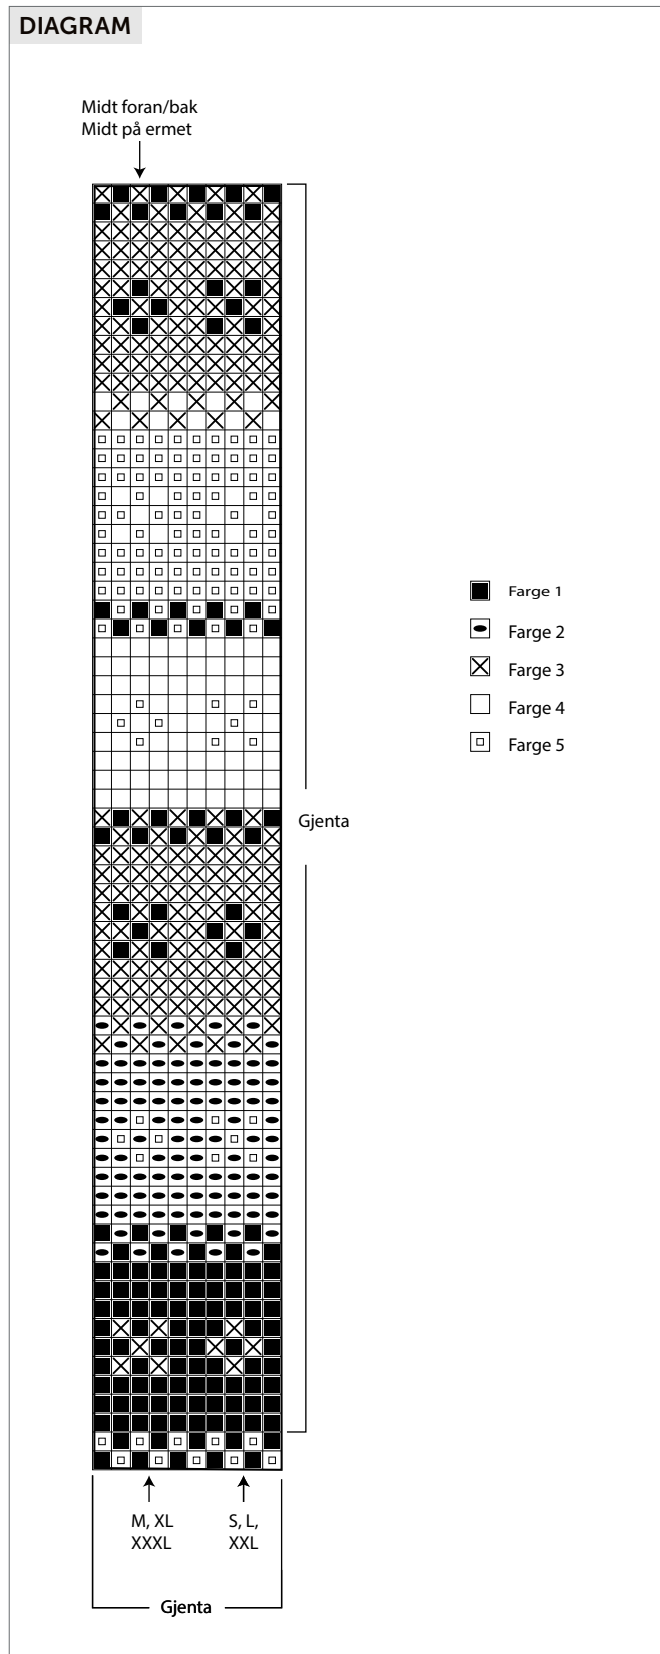 DIAGRAM
Midt foran/bak
Midt på ermet
Farge 1
Farge 2
Farge 3
Farge 4
Farge 5
Gjenta
M, XL
XXXL
S, L,
XXL
Gjenta